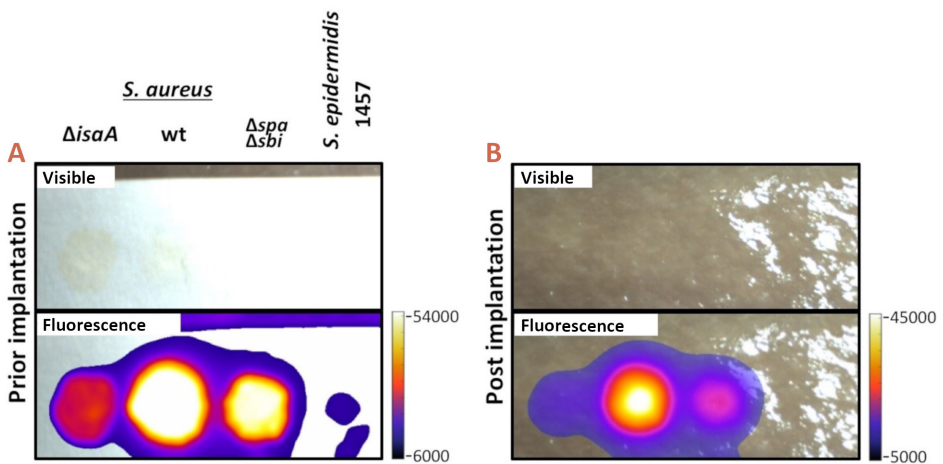 S. aureus
ΔisaA
wt
Δspa
Δsbi
S. epidermidis
1457
A
Prior implantation
Visible
Fluorescence
54000
6000
B
Post implantation
Visible
Fluorescence
45000
5000